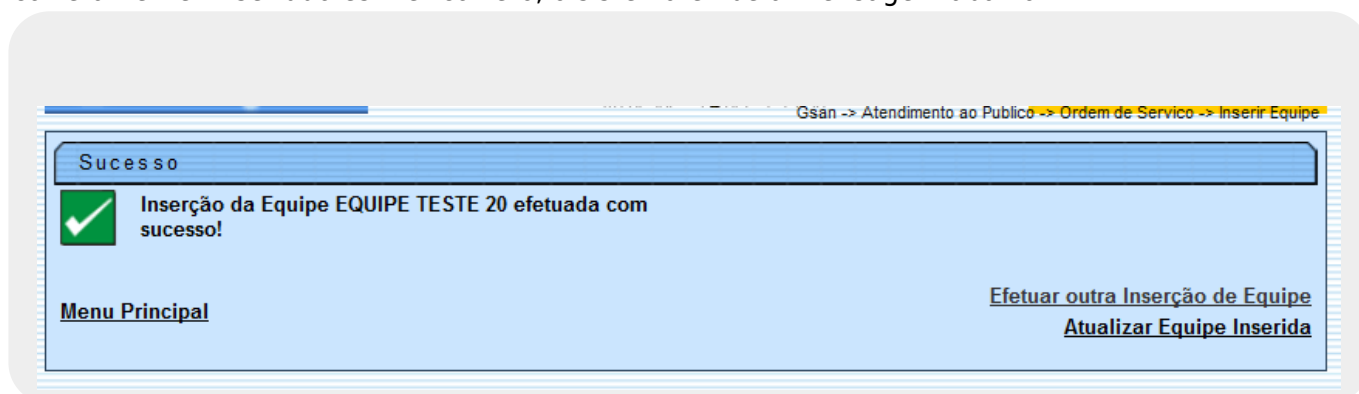 Gsan -> Atendimento ao Publico -> Ordem de Servico -> Inserir Equipe
Sucesso
Inserção da Equipe EQUIPE TESTE 20 efetuada com
sucesso!
Efetuar outra Inserção de Equipe
Menu Principal
Atualizar Equipe Inserida